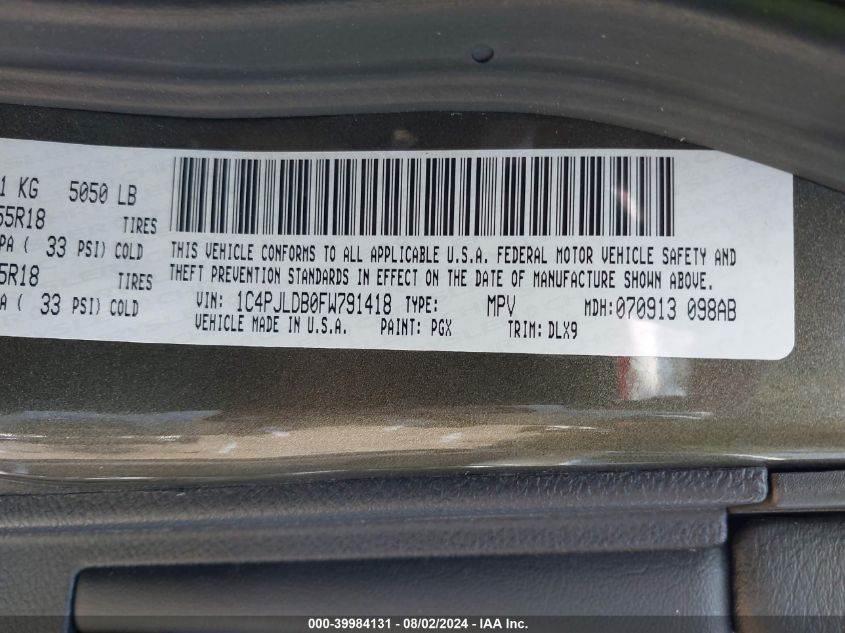 1 KG 5050 LB
55R18 TIRES
PA ( 33 PSI) COLD
5R18 TIRES
A ( 33 PSI) COLD
THIS VEHICLE CONFORMS TO ALL APPLICABLE U.S.A. FEDERAL MOTOR VEHICLE SAFETY AND
THEFT PREVENTION STANDARDS IN EFFECT ON THE DATE OF MANUFACTURE SHOWN ABOVE.
VIN: 1C4PJLDB0FW791418 TYPE: MPV MDH:070913 098AB
VEHICLE MADE IN U.S.A. PAINT: PGX TRIM: DLX9
000-39984131 - 08/02/2024 - IAA Inc.